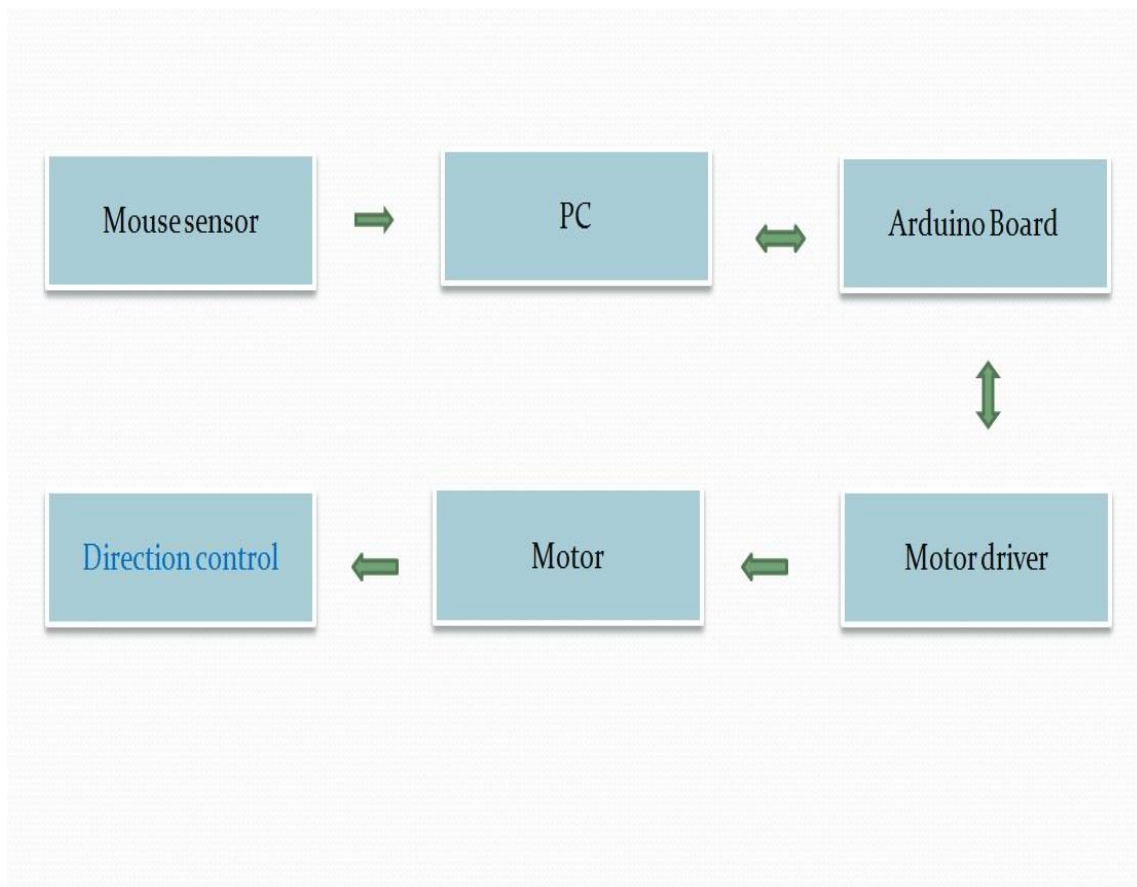 Mouse sensor
PC
Arduino Board
Direction control
Motor
Motor driver